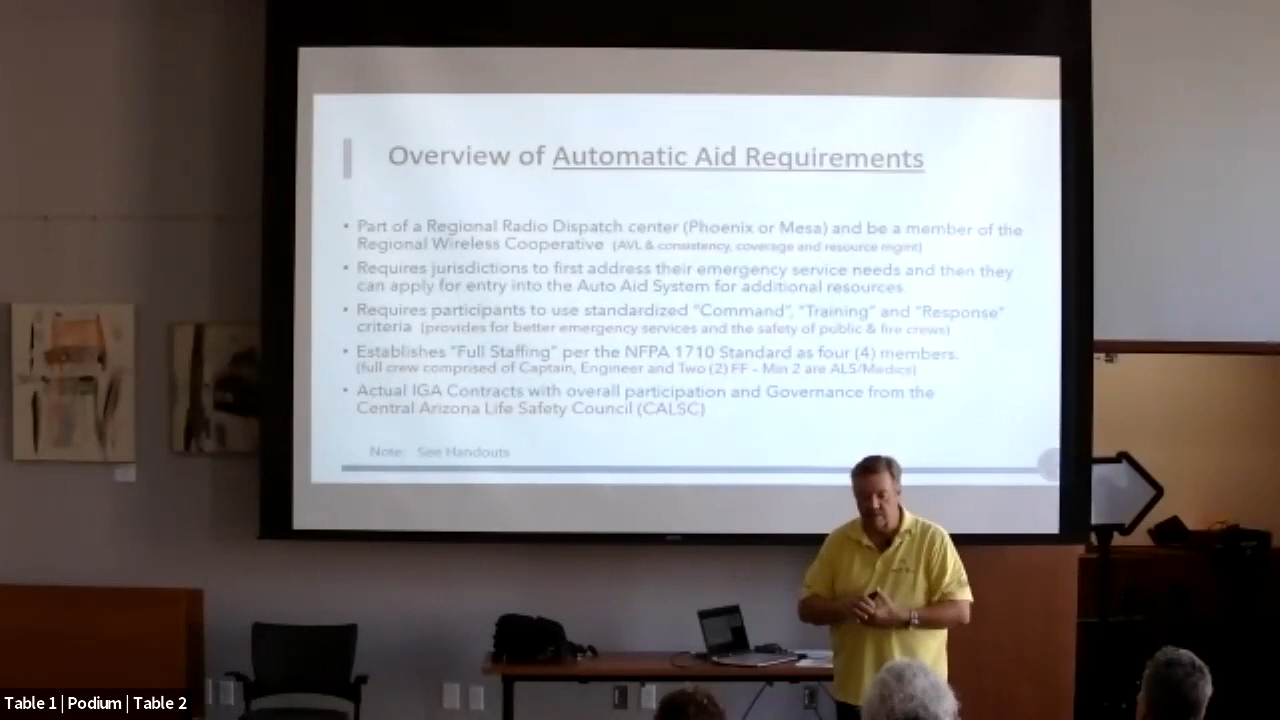 Overview of Automatic Aid Requirements
• Part of a Regional Radio Dispatch center (Phoenix or Mesa) and be a member of the
Regional Wireless Cooperative (AVL & consistency, coverage and resource mgmt)
• Requires jurisdictions to first address their emergency service needs and then they
can apply for entry into the Auto Aid System for additional resources.
• Requires participants to use standardized "Command", "Training" and "Response"
criteria (provides for better emergency services and the safety of public & fire crews)
• Establishes "Full Staffing" per the NFPA 1710 Standard as four (4) members.
(full crew comprised of Captain, Engineer and Two (2) FF – Min 2 are ALS/Medics)
• Actual IGA Contracts with overall participation and Governance from the
Central Arizona Life Safety Council (CALSC)
Note: See Handouts
Table 1 | Podium | Table 2